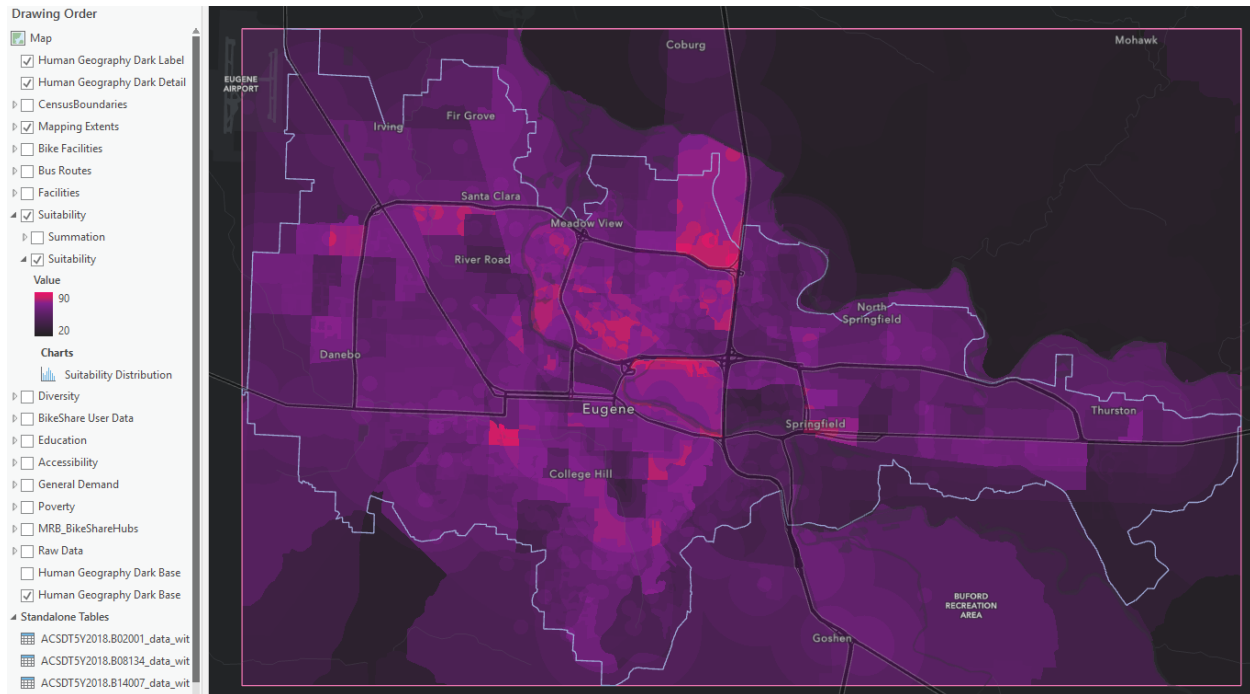 Drawing Order
Map
Human Geography Dark Label
Human Geography Dark Detail
CensusBoundaries
Mapping Extents
Bike Facilities
Bus Routes
Facilities
Suitability
Summation
Suitability
Value
90
20
Charts
Suitability Distribution
Diversity
BikeShare User Data
Education
Accessibility
General Demand
Poverty
MRB_BikeShareHubs
Raw Data
Human Geography Dark Base
Human Geography Dark Base
Standalone Tables
ACSDT5Y2018.B02001_data_wit
ACSDT5Y2018.B08134_data_wit
ACSDT5Y2018.B14007_data_wit
Coburg
Mohawk
EUGENE
AIRPORT
Fir Grove
Irving
Santa Clara
Meadow View
River Road
North
Springfield
Danebo
Eugene
Thurston
Springfield
College Hill
BUFORD
RECREATION
AREA
Goshen